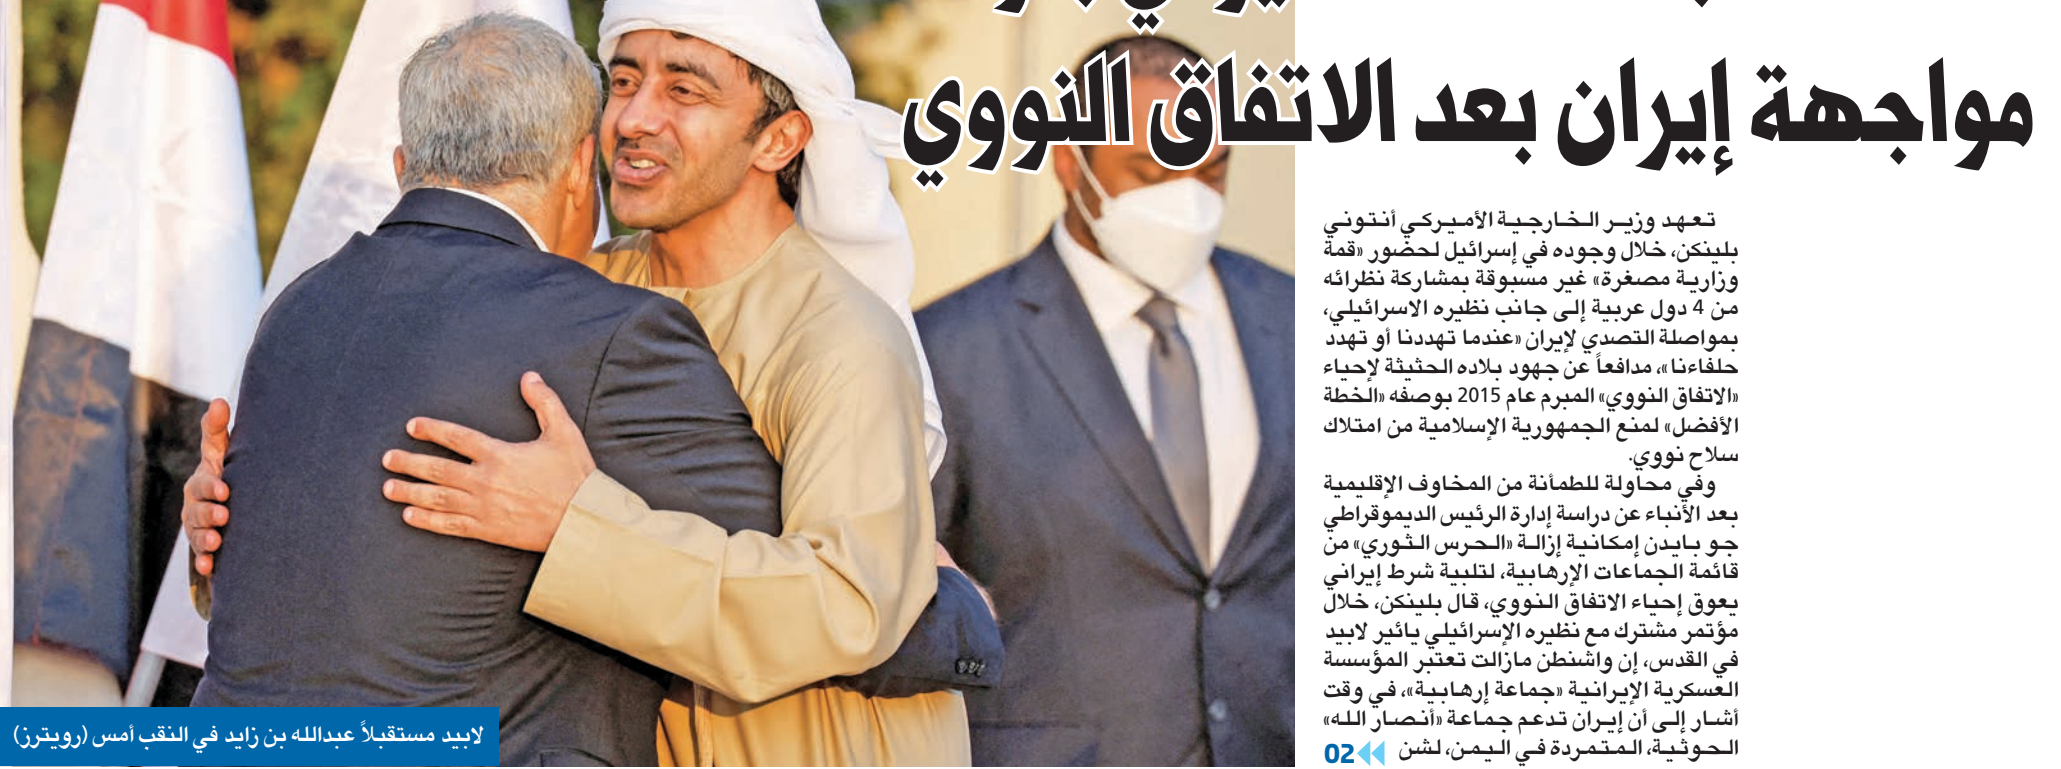 مواجهة إيران بعد الاتفاق النووي
تعهد وزير الخارجية الأميركي أنتوني
بلينكن، خلال وجوده في إسرائيل لحضور «قمة
وزارية مصغرة» غير مسبوقة بمشاركة نظرائه
من 4 دول عربية إلى جانب نظيره الاسرائيلي،
بمواصلة التصدي لإيران «عندما تهددنا أو تهدد
حلفاءنا»، مدافعاً عن جهود بلاده الحثيثة لإحياء
«الاتفاق النووي» المبرم عام 2015 بوصفه «الخطة
الأفضل» لمنع الجمهورية الإسلامية من امتلاك
سلاح نووي.
وفي محاولة للطمأنة من المخاوف الإقليمية
بعد الأنباء عن دراسة إدارة الرئيس الديموقراطي
جو بايدن إمكانية إزالة «الحرس الثوري» من
قائمة الجماعات الإرهابية، لتلبية شرط إيراني
يعوق إحياء الاتفاق النووي، قال بلينكن، خلال
مؤتمر مشترك مع نظيره الإسرائيلي يائير لابيد
في القدس، إن واشنطن مازالت تعتبر المؤسسة
العسكرية الإيرانية «جماعة إرهابية»، في وقت
أشار إلى أن إيران تدعم جماعة «أنصار الله»
الحوثية، المتمردة في اليمن، لشن 02
لابيد مستقبلاً عبدالله بن زايد في النقب أمس (رويترز)